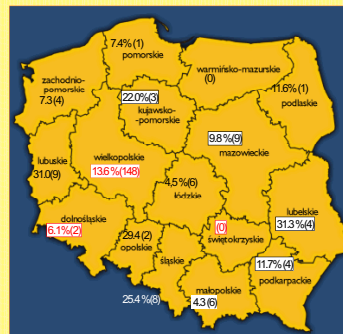 7.4% (1)
pomorskie
warmińsko-mazurskie
(0)
zachodnio-
pomorskie
7.3 (4)
11.6% (1)
podlaskie
22.0% (3)
kujawsko-
-pomorskie
9.8% (9)
mazowieckie
lubuskie
31.0(9)
wielkopolskie
13.6% (148)
4,5% (6)
łódzkie
dolnośląskie
6.1% (2)
lubelskie
31.3% (4)
29.4 (2)
opolskie
(0)
świętokrzyskie
śląskie
11.7% (4)
podkarpackie
małopolskie
4.3 (6)
25.4% (8)